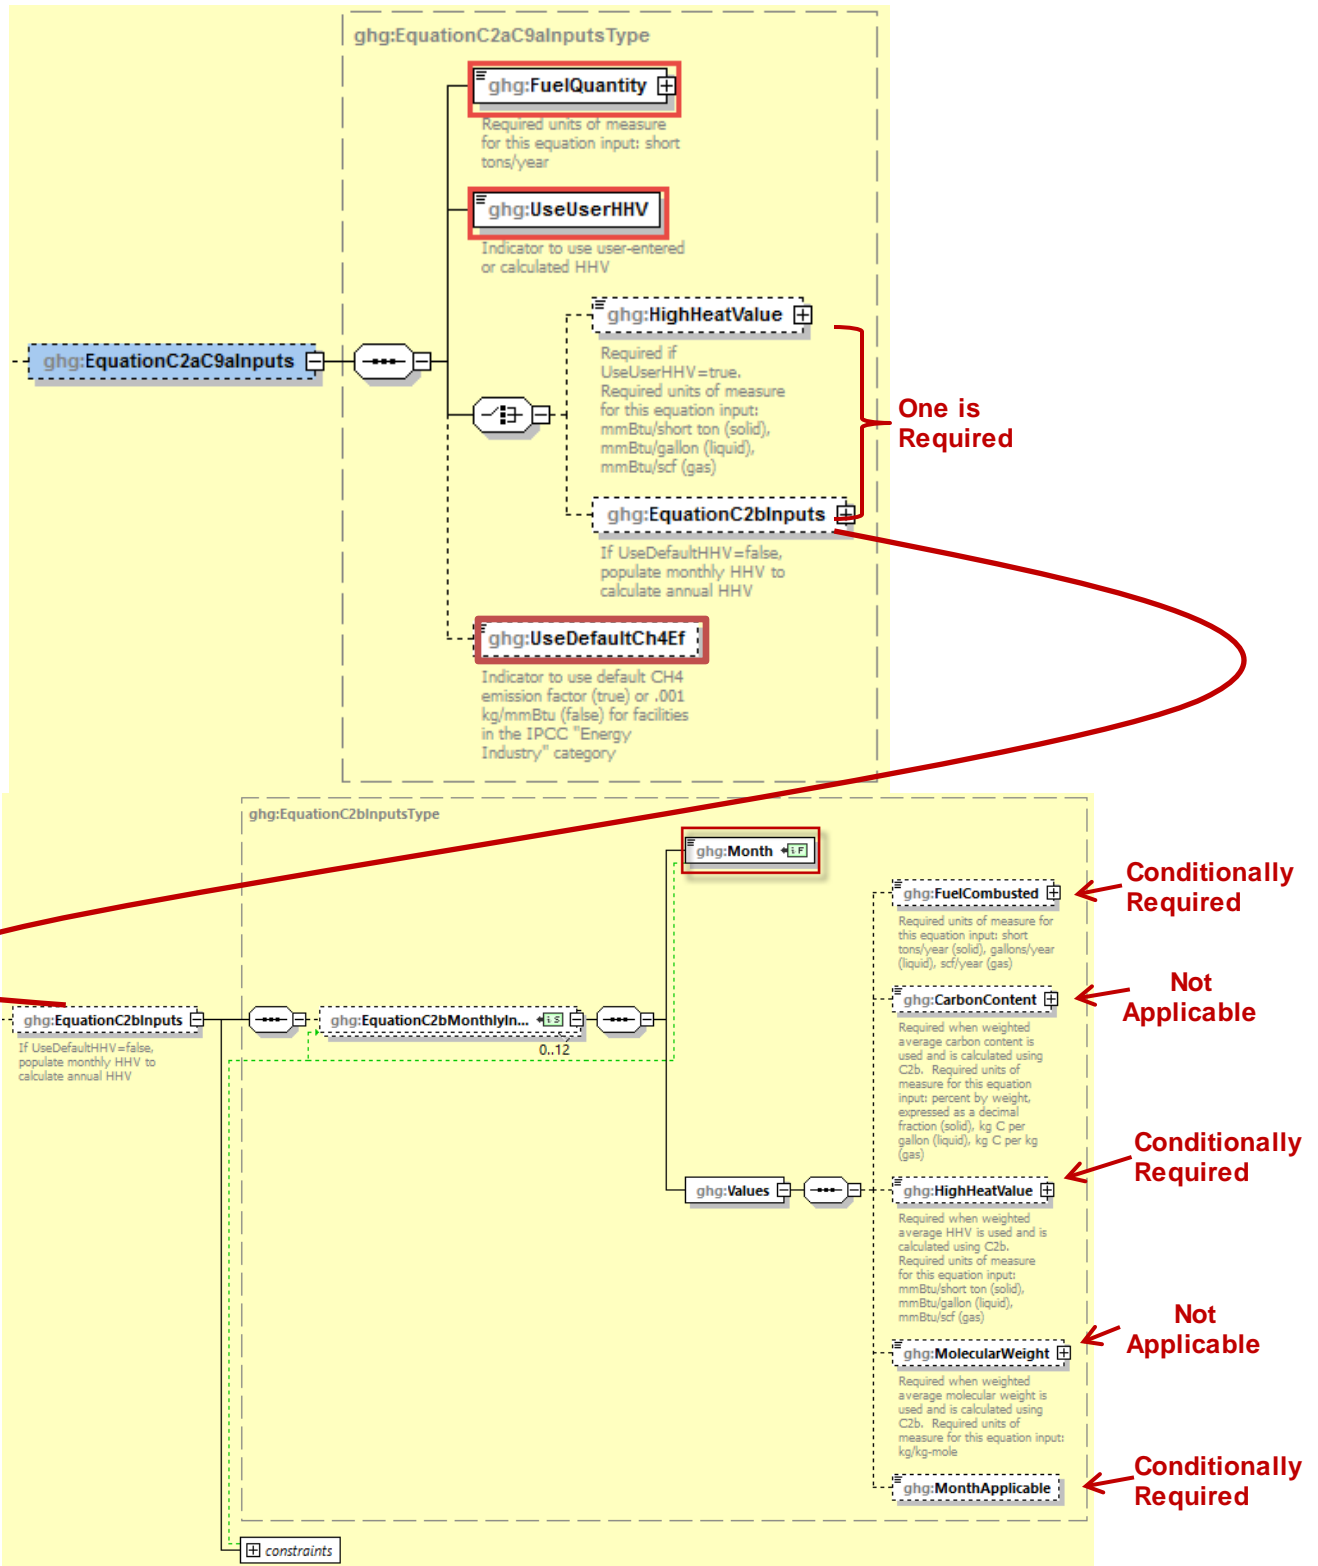 ghg:EquationC2aC9aInputsType
ghg:FuelQuantity
Required units of measure
for this equation input: short
tons/year
ghg:UseUserHHV
Indicator to use user-entered
or calculated HHV
ghg:HighHeatValue
Required if
UseUserHHV=true.
Required units of measure
for this equation input:
mmBtu/short ton (solid),
mmBtu/gallon (liquid),
mmBtu/scf (gas)
ghg:EquationC2aC9aInputs
One is
Required
ghg:EquationC2bInputs
If UseDefaultHHV=false,
populate monthly HHV to
calculate annual HHV
ghg:UseDefaultCh4Ef
Indicator to use default CH4
emission factor (true) or .001
kg/mmBtu (false) for facilities
in the IPCC "Energy
Industry" category
ghg:EquationC2bInputsType
ghg:Month
ghg:FuelCombusted
Required units of measure for
this equation input: short
tons/year (solid), gallons/year
(liquid), scf/year (gas)
Conditionally
Required
ghg:CarbonContent
Required when weighted
average carbon content is
used and is calculated using
C2b. Required units of
measure for this equation
input: percent by weight,
expressed as a decimal
fraction (solid), kg C per
gallon (liquid), kg C per kg
(gas)
Not
Applicable
ghg:EquationC2bInputs
If UseDefaultHHV=false,
populate monthly HHV to
calculate annual HHV
ghg:EquationC2bMonthlyIn...
0..12
ghg:Values
ghg:HighHeatValue
Required when weighted
average HHV is used and is
calculated using C2b.
Required units of measure
for this equation input:
mmBtu/short ton (solid),
mmBtu/gallon (liquid),
mmBtu/scf (gas)
Conditionally
Required
ghg:MolecularWeight
Required when weighted
average molecular weight is
used and is calculated using
C2b. Required units of
measure for this equation input:
kg/kg-mole
Not
Applicable
ghg:MonthApplicable
Conditionally
Required
constraints